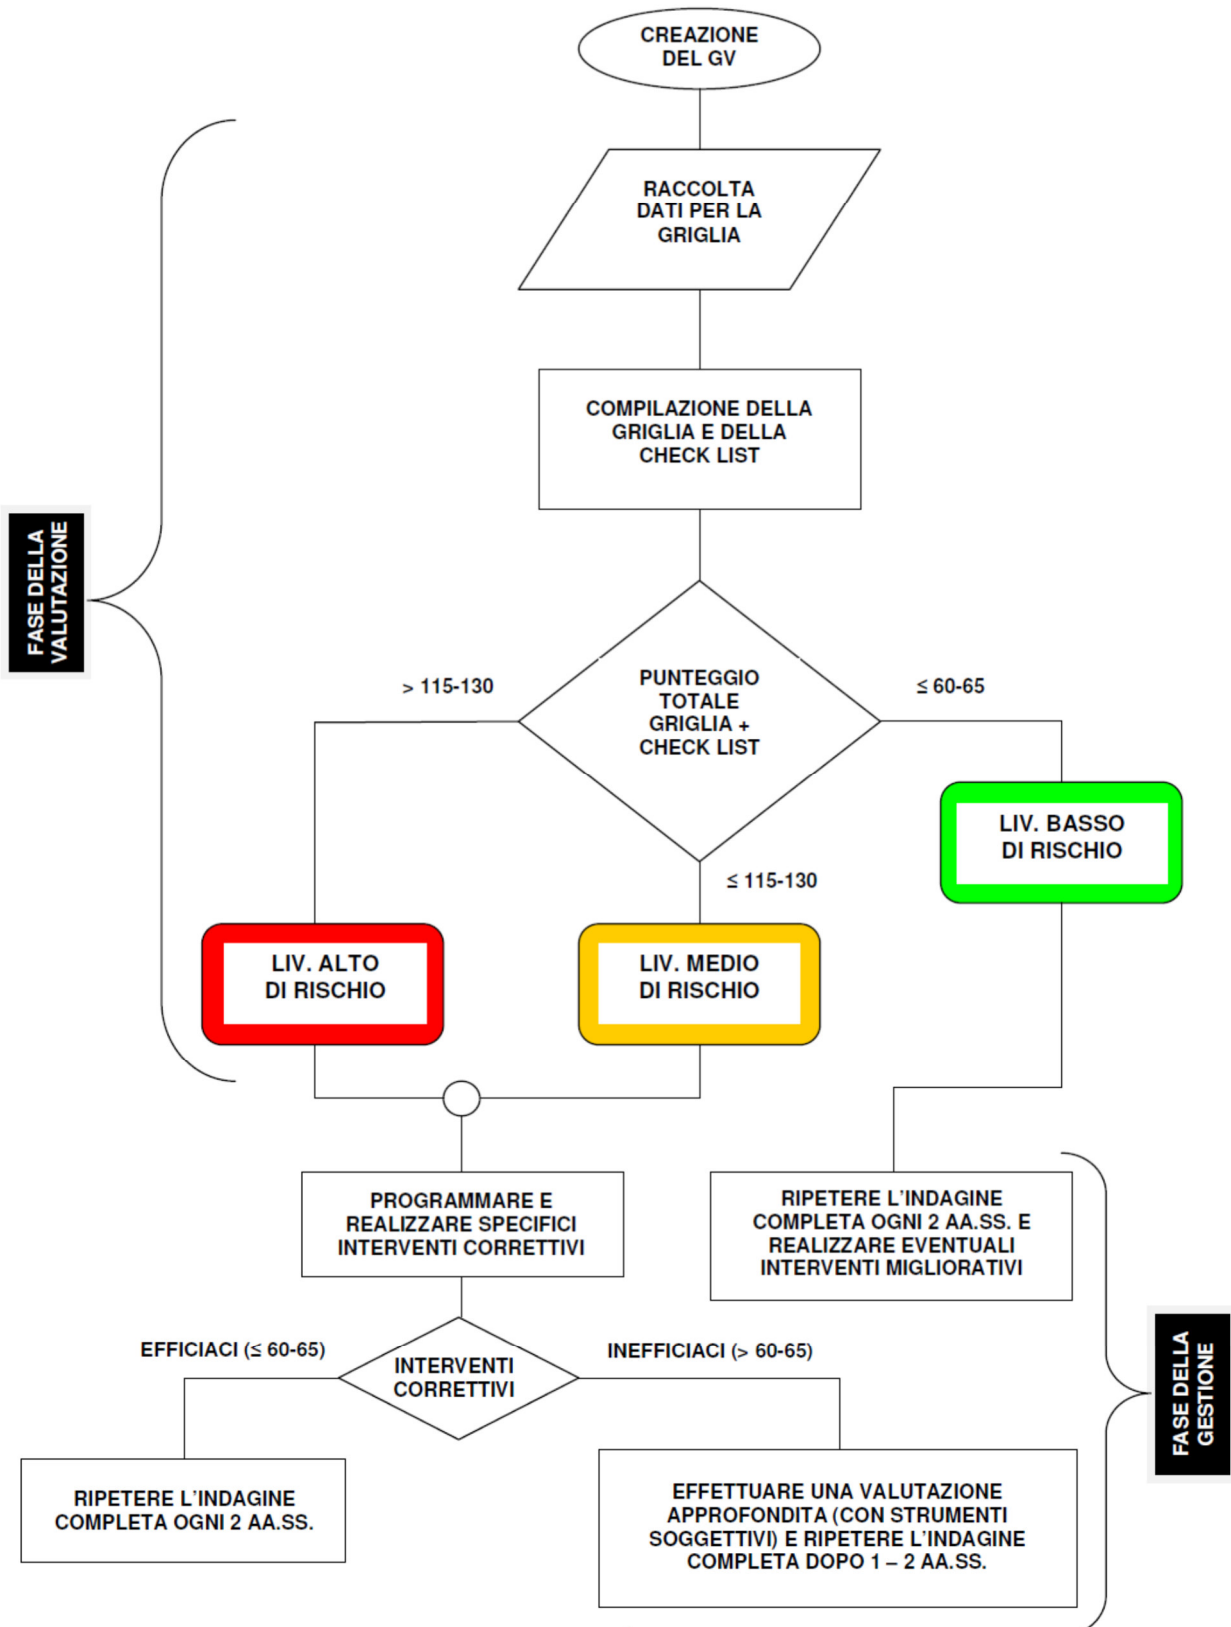 CREAZIONE
DEL GV
RACCOLTA
DATI PER LA
GRIGLIA
COMPILAZIONE DELLA
GRIGLIA E DELLA
CHECK LIST
FASE DELLA
VALUTAZIONE
> 115-130
PUNTEGGIO
TOTALE
GRIGLIA +
CHECK LIST
≤ 60-65
≤ 115-130
LIV. BASSO
DI RISCHIO
LIV. ALTO
DI RISCHIO
LIV. MEDIO
DI RISCHIO
PROGRAMMARE E
REALIZZARE SPECIFICI
INTERVENTI CORRETTIVI
RIPETERE L'INDAGINE
COMPLETA OGNI 2 AA.SS. E
REALIZZARE EVENTUALI
INTERVENTI MIGLIORATIVI
FASE DELLA
GESTIONE
EFFICIACI (≤ 60-65)
INTERVENTI
CORRETTIVI
INEFFICIACI (> 60-65)
RIPETERE L'INDAGINE
COMPLETA OGNI 2 AA.SS.
EFFETTUARE UNA VALUTAZIONE
APPROFONDITA (CON STRUMENTI
SOGGETTIVI) E RIPETERE L'INDAGINE
COMPLETA DOPO 1 – 2 AA.SS.